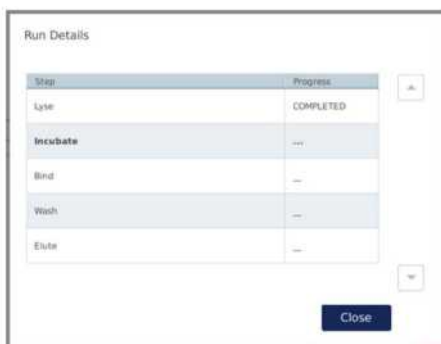 Run Details
Step Progress
Lyse COMPLETED
Incubate ...
Bind ...
Wash ...
Elute ...
Close